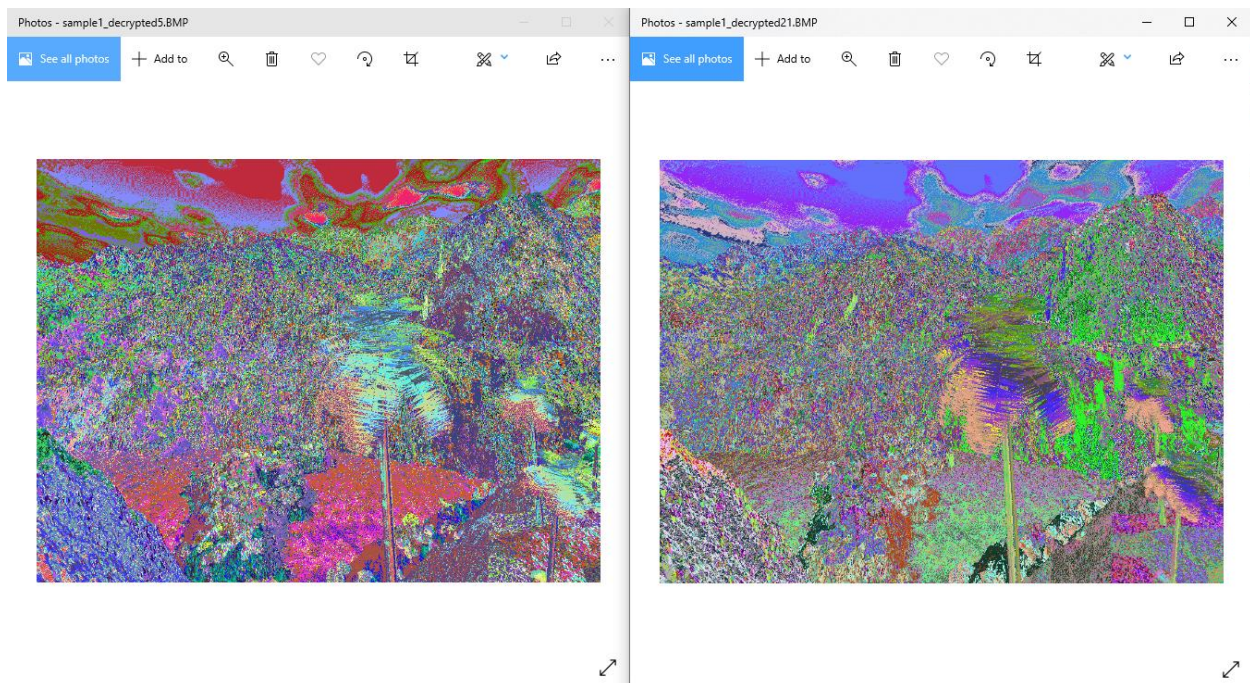 Photos - sample1_decrypted5.BMP
See all photos
Add to
Photos - sample1_decrypted21.BMP
See all photos
Add to